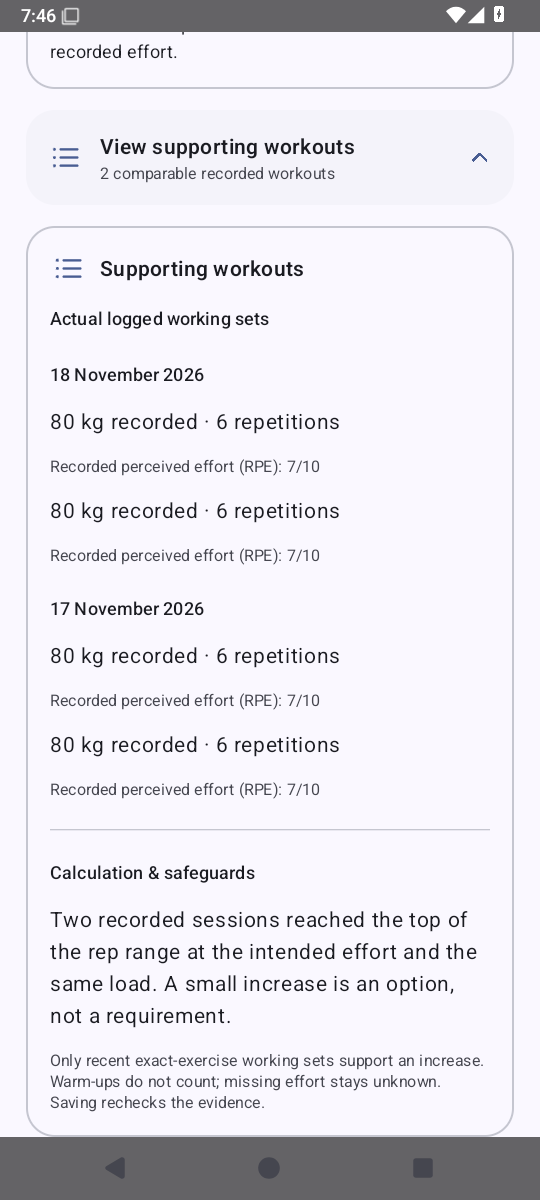 7:46
recorded effort.
View supporting workouts
2 comparable recorded workouts
Supporting workouts
Actual logged working sets
18 November 2026
80 kg recorded · 6 repetitions
Recorded perceived effort (RPE): 7/10
80 kg recorded · 6 repetitions
Recorded perceived effort (RPE): 7/10
17 November 2026
80 kg recorded · 6 repetitions
Recorded perceived effort (RPE): 7/10
80 kg recorded · 6 repetitions
Recorded perceived effort (RPE): 7/10
Calculation & safeguards
Two recorded sessions reached the top of
the rep range at the intended effort and the
same load. A small increase is an option,
not a requirement.
Only recent exact-exercise working sets support an increase.
Warm-ups do not count; missing effort stays unknown.
Saving rechecks the evidence.